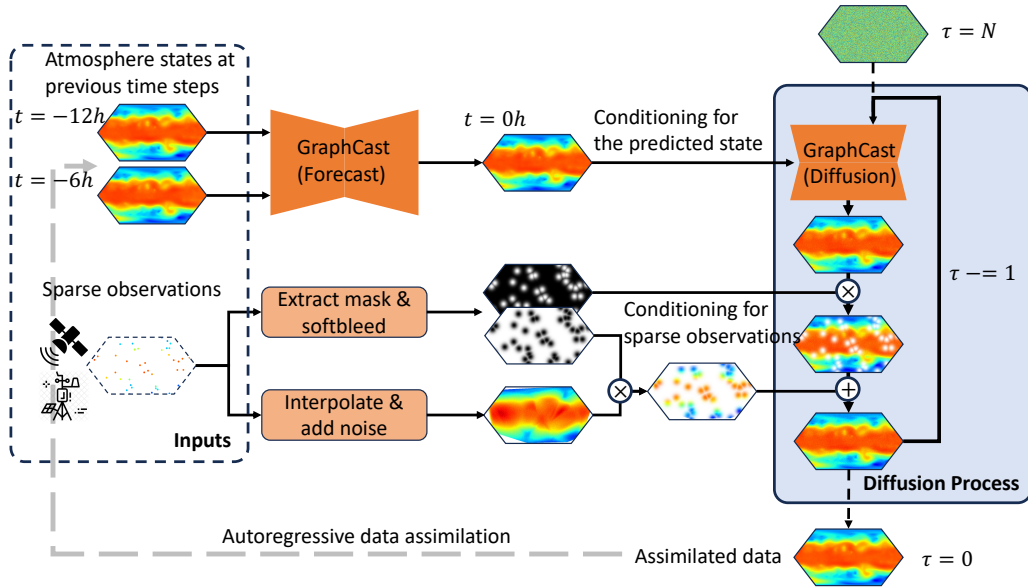 τ = N
Atmosphere states at
previous time steps
t = −12h
t = −6h
GraphCast
(Forecast)
t = 0h
Conditioning for
the predicted state
GraphCast
(Diffusion)
τ −= 1
Sparse observations
Extract mask &
softbleed
Conditioning for
sparse observations
×
×
+
Interpolate &
add noise
Inputs
Diffusion Process
Autoregressive data assimilation
Assimilated data
τ = 0